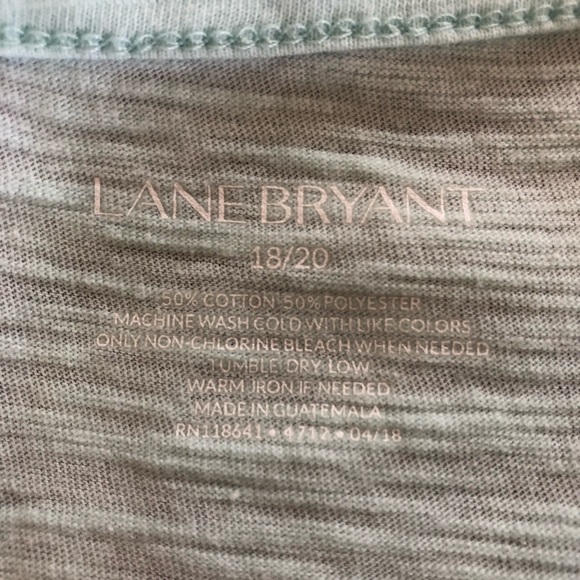 LANE BRYANT
18/20
50% COTTON 50% POLYESTER
MACHINE WASH COLD WITH LIKE COLORS
ONLY NON-CHLORINE BLEACH WHEN NEEDED
TUMBLE DRY LOW
WARM IRON IF NEEDED
MADE IN GUATEMALA
RN118641 • 4712 • 04/18